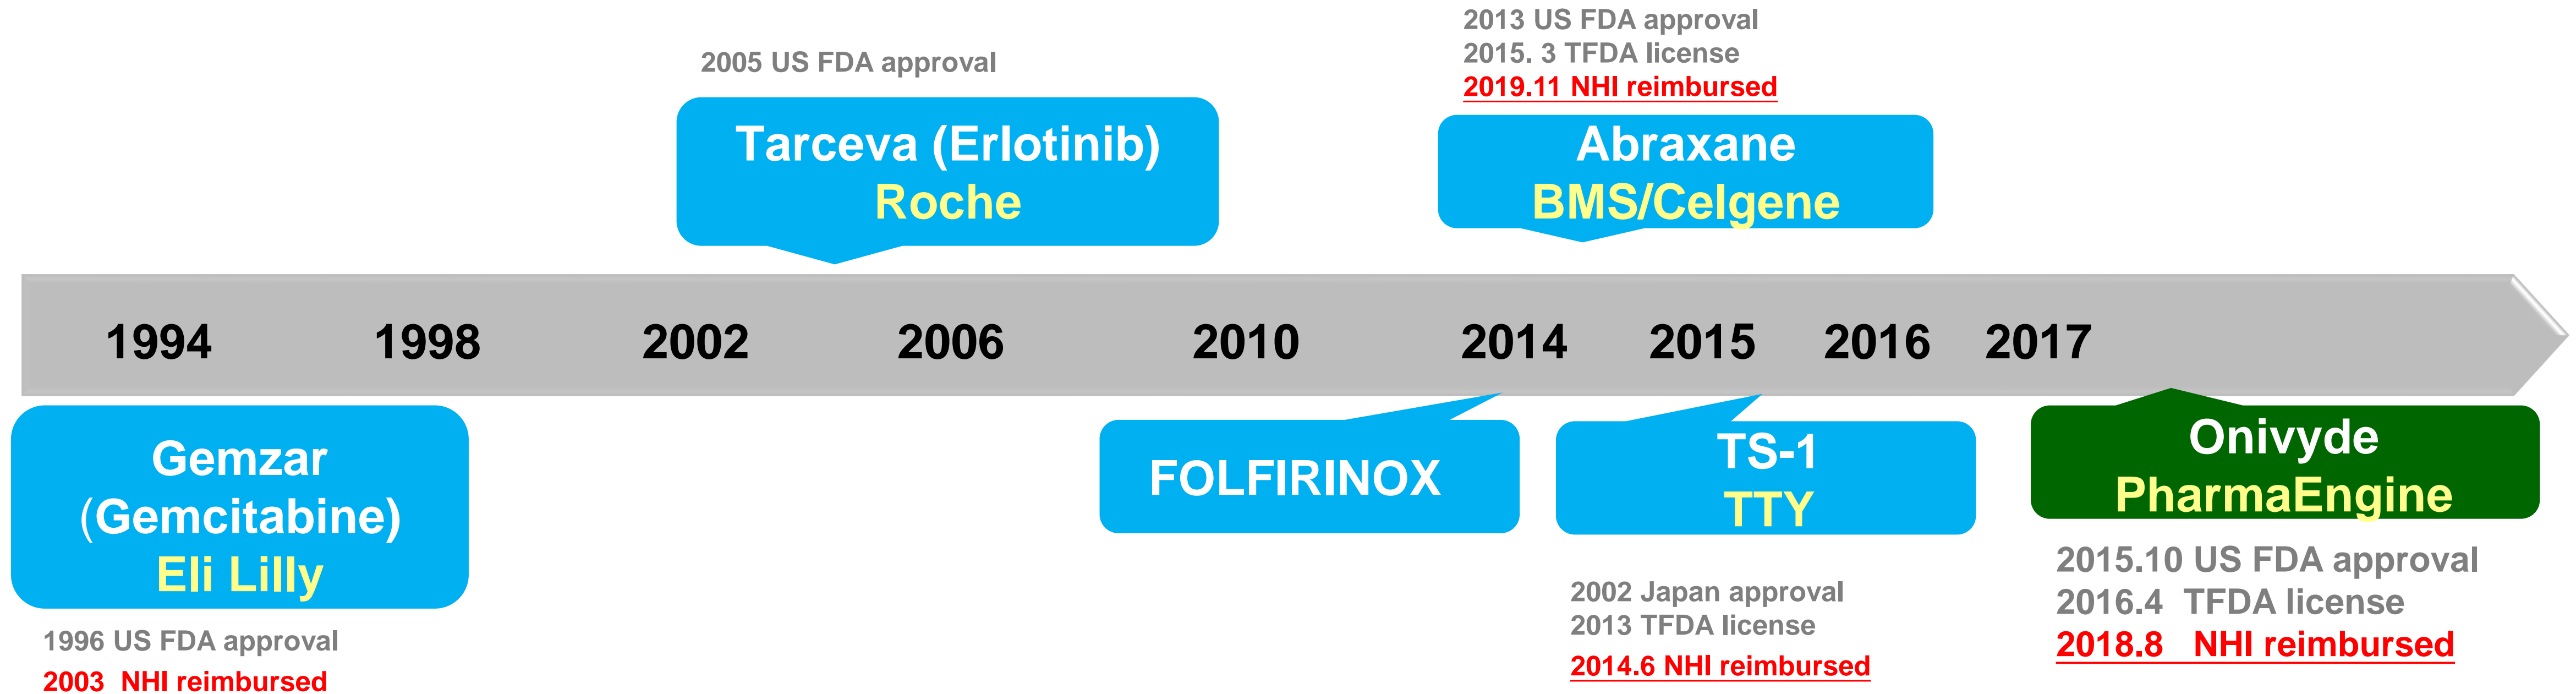 2005 US FDA approval
Tarceva (Erlotinib)
Roche
2013 US FDA approval
2015. 3 TFDA license
2019.11 NHI reimbursed
Abraxane
BMS/Celgene
1994 1998 2002 2006 2010 2014 2015 2016 2017
Gemzar
(Gemcitabine)
Eli Lilly
1996 US FDA approval
2003 NHI reimbursed
FOLFIRINOX
TS-1
TTY
2002 Japan approval
2013 TFDA license
2014.6 NHI reimbursed
Onivyde
PharmaEngine
2015.10 US FDA approval
2016.4 TFDA license
2018.8 NHI reimbursed